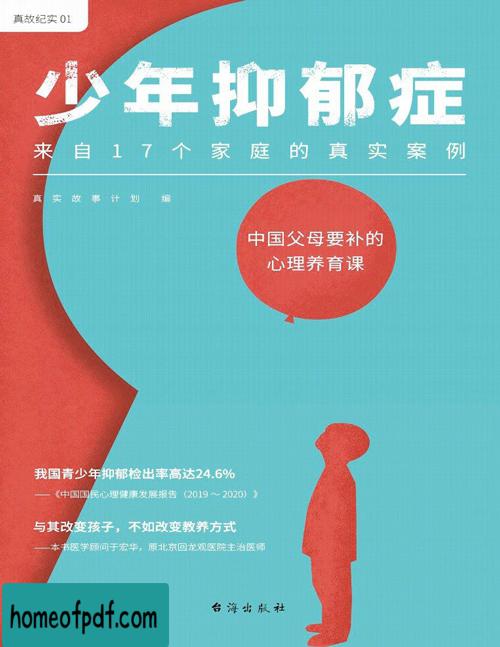 真故纪实 01
少年抑郁症
来自17个家庭的真实案例
真实故事计划 编
中国父母要补的
心理养育课
我国青少年抑郁检出率高达24.6%
——《中国国民心理健康发展报告（2019～2020）》
与其改变孩子，不如改变教养方式
——本书医学顾问于宏华，原北京回龙观医院主治医师
台海出版社
homeofpdf.com